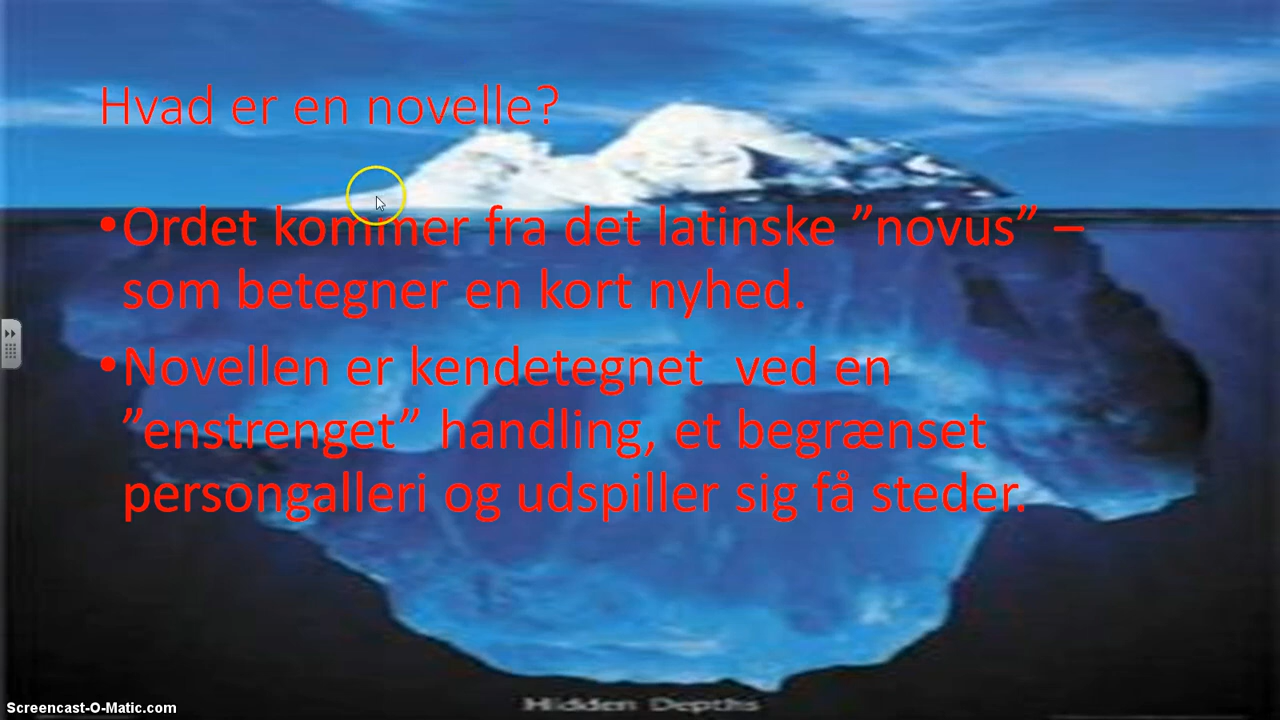 Hvad er en novelle?
•Ordet kommer fra det latinske ”novus” –
som betegner en kort nyhed.
•Novellen er kendetegnet  ved en
”enstrenget” handling, et begrænset
persongalleri og udspiller sig få steder.
Hidden Depths
Screencast-O-Matic.com